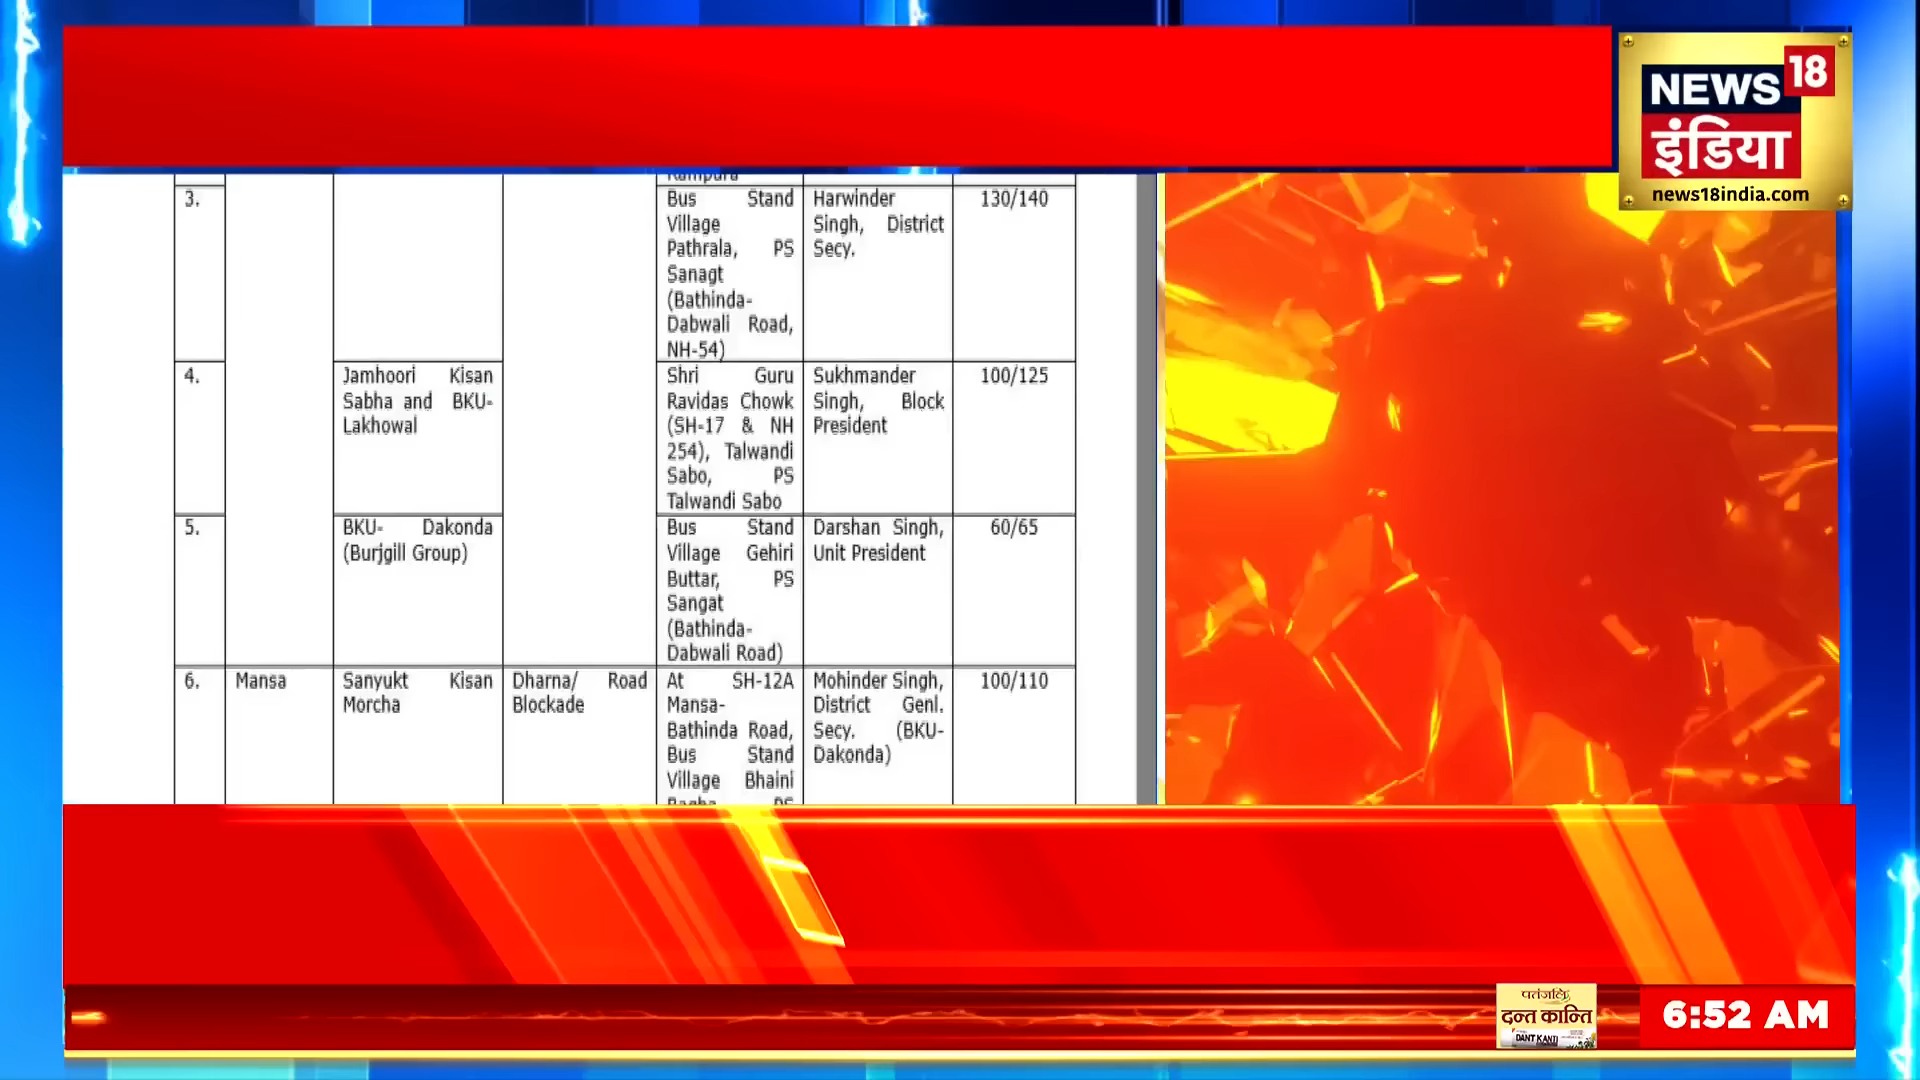 NEWS 18
इंडिया
news18india.com
Rampura
3. Bus Stand Harwinder 130/140
Village Singh, District
Pathrala, PS Secy.
Sanagt
(Bathinda-
Dabwali Road,
NH-54)
4. Jamhoori Kisan Shri Guru Sukhmander 100/125
Sabha and BKU- Ravidas Chowk Singh, Block
Lakhowal (SH-17 & NH President
254), Talwandi
Sabo, PS
Talwandi Sabo
5. BKU- Dakonda Bus Stand Darshan Singh, 60/65
(Burjgill Group) Village Gehiri Unit President
Buttar, PS
Sangat
(Bathinda-
Dabwali Road)
6. Mansa Sanyukt Kisan Dharna/ Road At SH-12A Mohinder Singh, 100/110
Morcha Blockade Mansa- District Genl.
Bathinda Road, Secy. (BKU-
Bus Stand Dakonda)
Village Bhaini
पतंजलि
दन्त कान्ति
DANT KANTI
6:52 AM